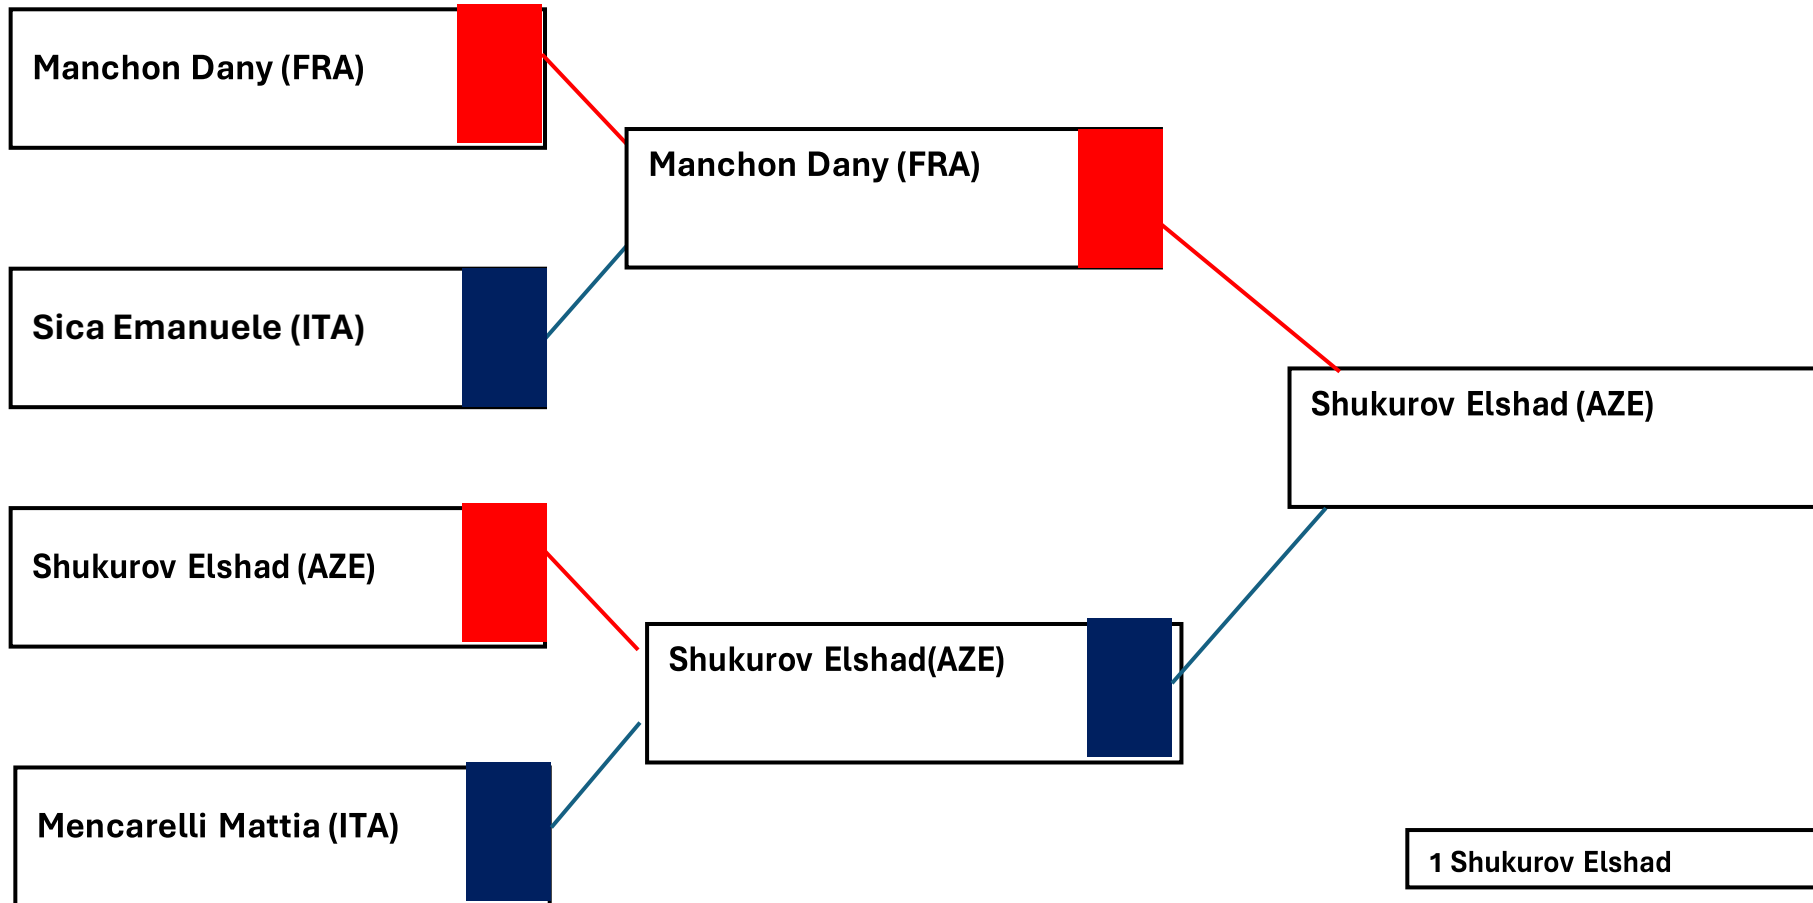 Manchon Dany (FRA)
Manchon Dany (FRA)
Sica Emanuele (ITA)
Shukurov Elshad (AZE)
Shukurov Elshad (AZE)
Shukurov Elshad(AZE)
Mencarelli Mattia (ITA)
1 Shukurov Elshad